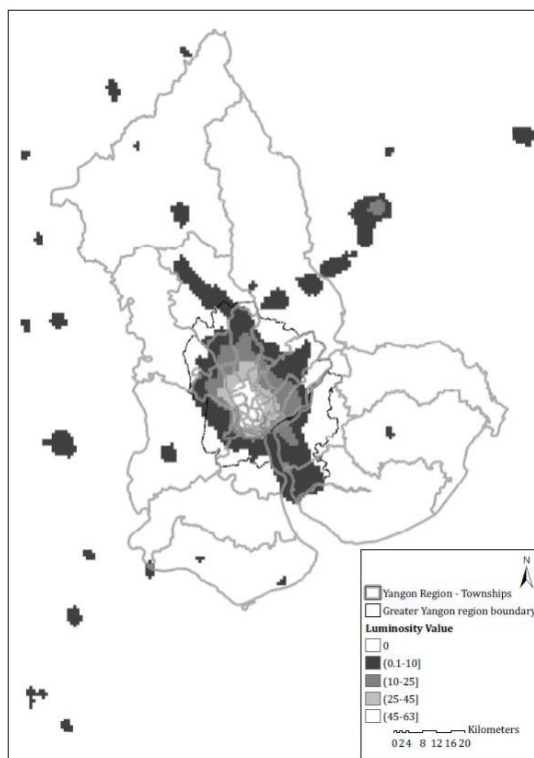 N
Yangon Region - Townships
Greater Yangon region boundary
Luminosity Value
0
(0.1-10]
(10-25]
(25-45]
(45-63]
Kilometers
0 2 4 8 12 16 20